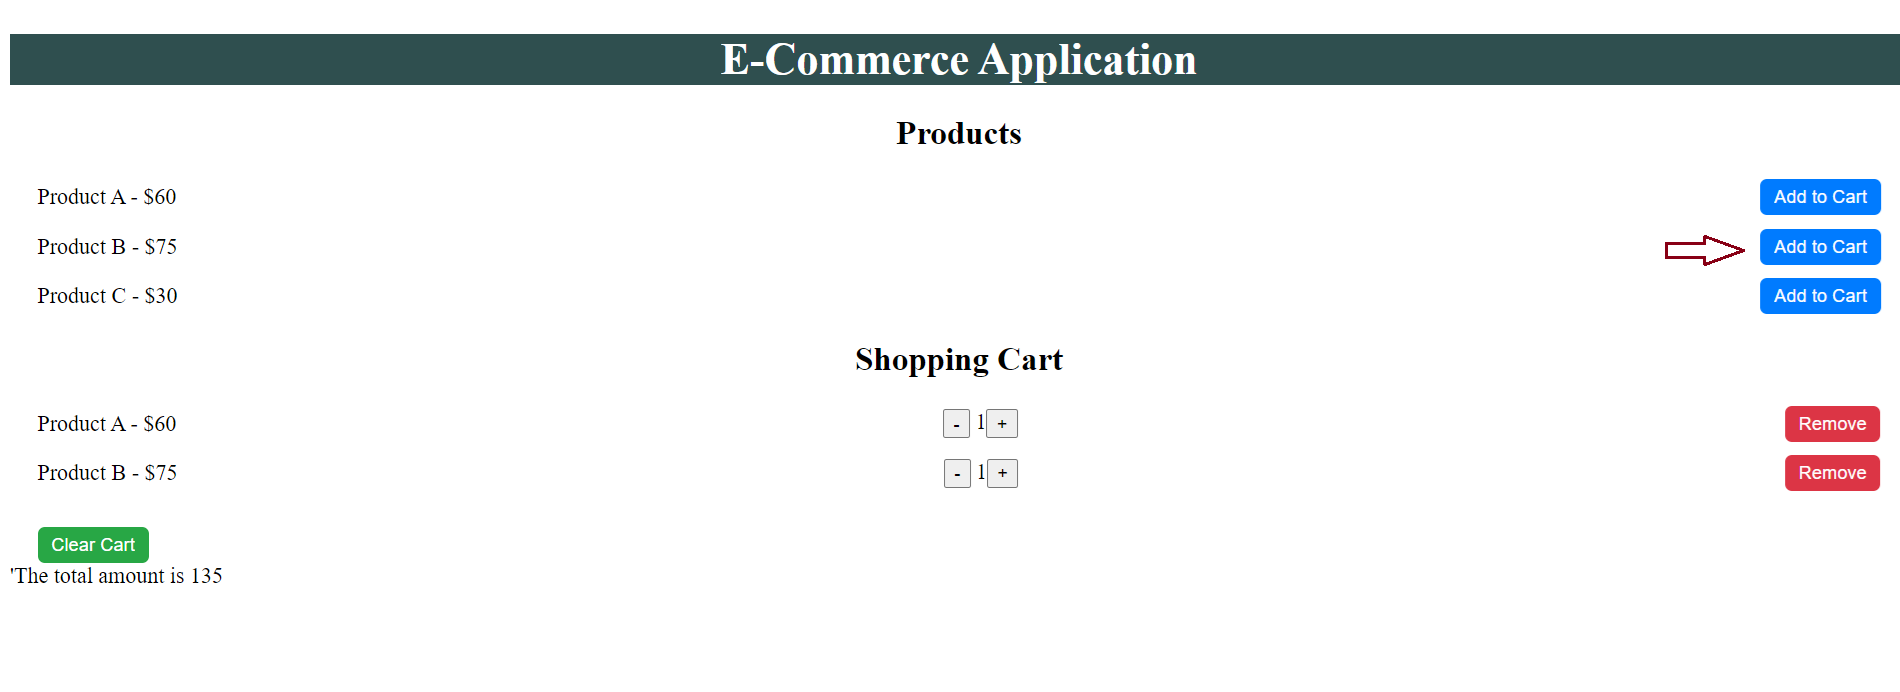 E-Commerce Application
Products
Product A - $60 Add to Cart
Product B - $75 Add to Cart
Product C - $30 Add to Cart
Shopping Cart
Product A - $60 - 1 + Remove
Product B - $75 - 1 + Remove
Clear Cart
'The total amount is 135